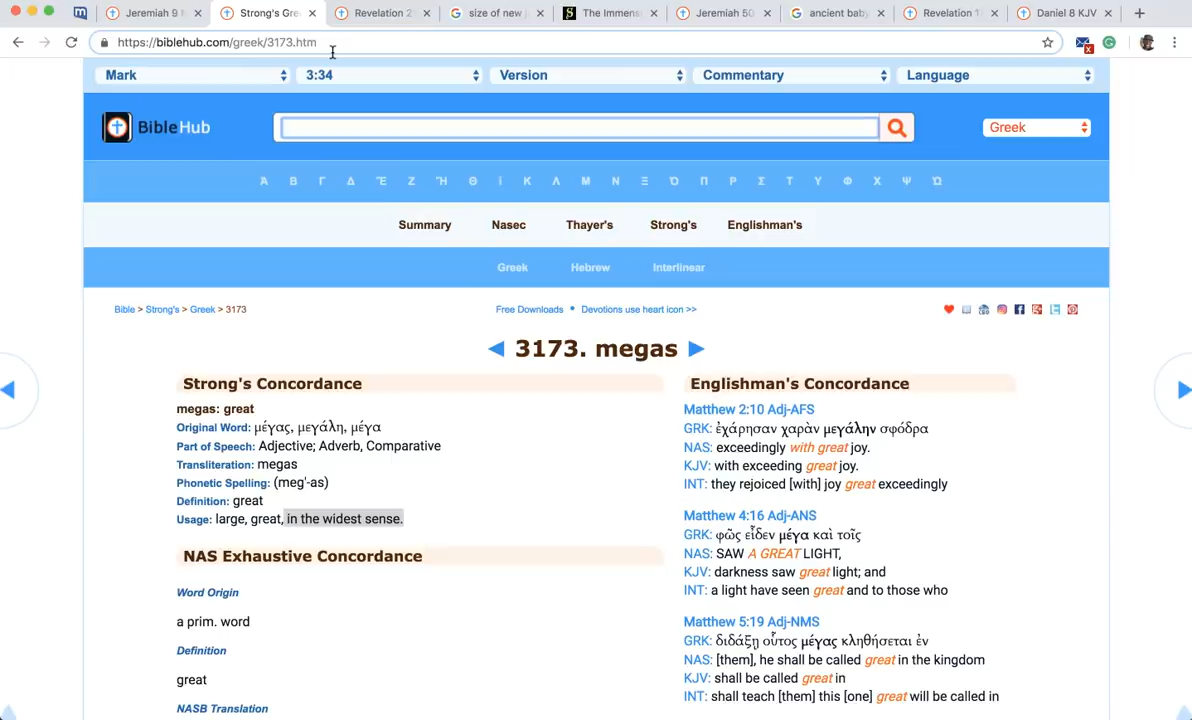 Jeremiah 9
Strong's Gre
Revelation 2
size of new j
The Immens
Jeremiah 50
ancient baby
Revelation 1
Daniel 8 KJV
https://biblehub.com/greek/3173.htm
Mark 3:34 Version Commentary Language
BibleHub
Greek
Ἀ Β Γ Δ Ἐ Ζ Ἡ Θ ἰ Κ Λ Μ Ν Ξ Ὀ Π Ρ Σ Τ Υ Φ Χ Ψ Ὠ
Summary Nasec Thayer's Strong's Englishman's
Greek Hebrew Interlinear
Bible > Strong's > Greek > 3173
Free Downloads • Devotions use heart icon >>
◀ 3173. megas ▶
Strong's Concordance
megas: great
Original Word: μέγας, μεγάλη, μέγα
Part of Speech: Adjective; Adverb, Comparative
Transliteration: megas
Phonetic Spelling: (meg'-as)
Definition: great
Usage: large, great, in the widest sense.
NAS Exhaustive Concordance
Word Origin
a prim. word
Definition
great
NASB Translation
Englishman's Concordance
Matthew 2:10 Adj-AFS
GRK: ἐχάρησαν χαρὰν μεγάλην σφόδρα
NAS: exceedingly with great joy.
KJV: with exceeding great joy.
INT: they rejoiced [with] joy great exceedingly
Matthew 4:16 Adj-ANS
GRK: φῶς εἶδεν μέγα καὶ τοῖς
NAS: SAW A GREAT LIGHT,
KJV: darkness saw great light; and
INT: a light have seen great and to those who
Matthew 5:19 Adj-NMS
GRK: διδάξῃ οὗτος μέγας κληθήσεται ἐν
NAS: [them], he shall be called great in the kingdom
KJV: shall be called great in
INT: shall teach [them] this [one] great will be called in